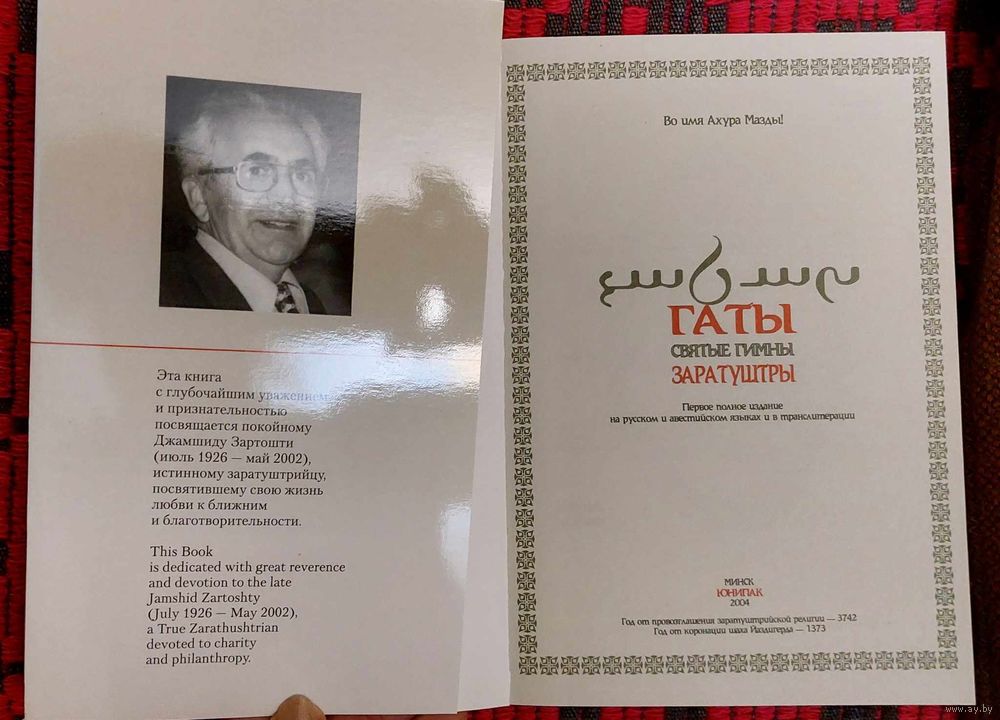 Эта книга
с глубочайшим уважением
и признательностью
посвящается покойному
Джамшиду Зартошти
(июль 1926 — май 2002),
истинному заратуштрийцу,
посвятившему свою жизнь
любви к ближним
и благотворительности.
This Book
is dedicated with great reverence
and devotion to the late
Jamshid Zartoshty
(July 1926 — May 2002),
a True Zarathushtrian
devoted to charity
and philanthropy.
Во имя Ахура Мазды!
ГАТЫ
СВЯТЫЕ ГИМНЫ
ЗАРАТУШТРЫ
Первое полное издание
на русском и авестийском языках и в транслитерации
МИНСК
ЮНИПАК
2004
Год от провозглашения заратуштрийской религии — 3742
Год от коронации шаха Йаздигерда — 1373
www.ay.by